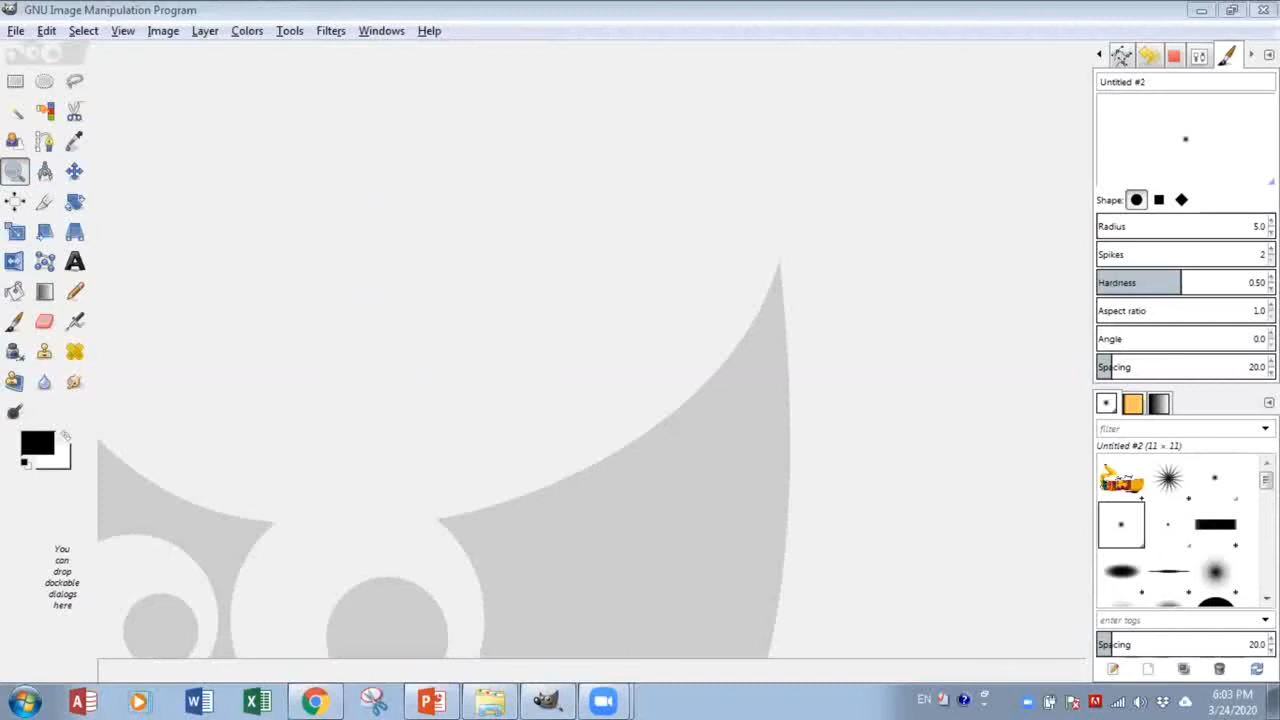 GNU Image Manipulation Program
File Edit Select View Image Layer Colors Tools Filters Windows Help
Untitled #2
Shape:
Radius 5.0
Spikes 2
Hardness 0.50
Aspect ratio 1.0
Angle 0.0
Spacing 20.0
filter
Untitled #2 (11 × 11)
You
can
drop
dockable
dialogs
here
enter tags
Spacing 20.0
EN
6:03 PM
3/24/2020